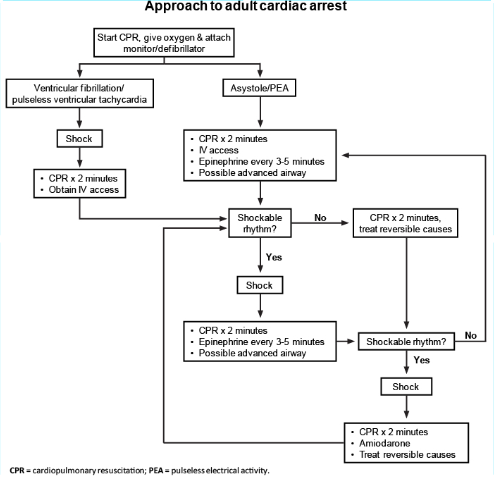 Approach to adult cardiac arrest
Start CPR, give oxygen & attach
monitor/defibrillator
Ventricular fibrillation/
pulseless ventricular tachycardia
Asystole/PEA
Shock
• CPR x 2 minutes
• IV access
• Epinephrine every 3-5 minutes
• Possible advanced airway
• CPR x 2 minutes
• Obtain IV access
Shockable
rhythm?
No
CPR x 2 minutes,
treat reversible causes
Yes
Shock
• CPR x 2 minutes
• Epinephrine every 3-5 minutes
• Possible advanced airway
Shockable rhythm?
No
Yes
Shock
• CPR x 2 minutes
• Amiodarone
• Treat reversible causes
CPR = cardiopulmonary resuscitation; PEA = pulseless electrical activity.